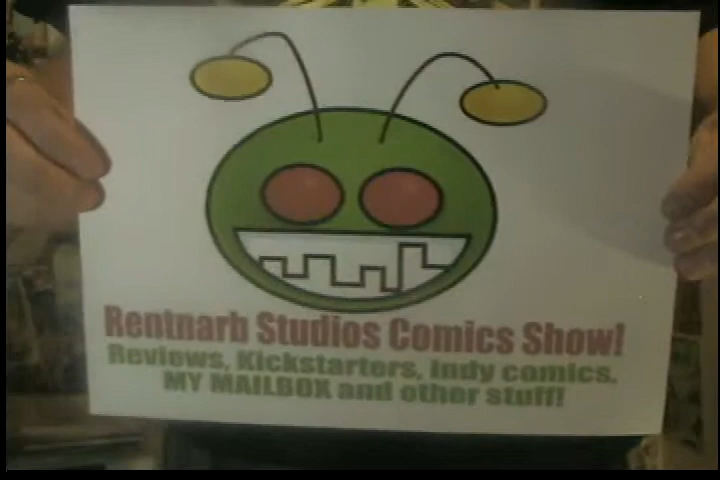 Rentnarb Studios Comics Show!
Reviews, Kickstarters, indy comics.
MY MAILBOX and other stuff!